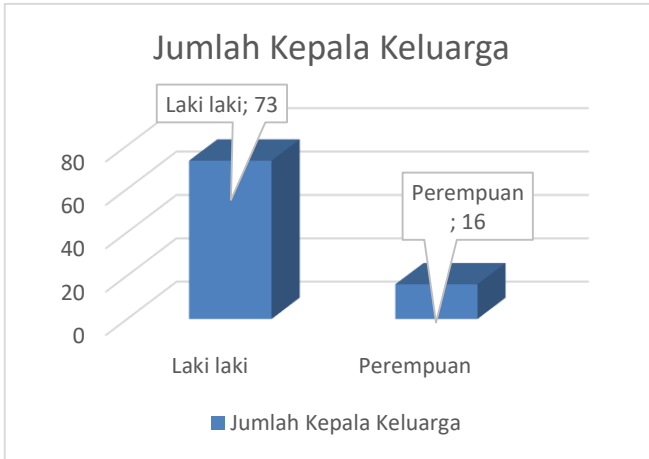 Jumlah Kepala Keluarga
Laki laki; 73
Perempuan
; 16
80
60
40
20
0
Laki laki
Perempuan
Jumlah Kepala Keluarga